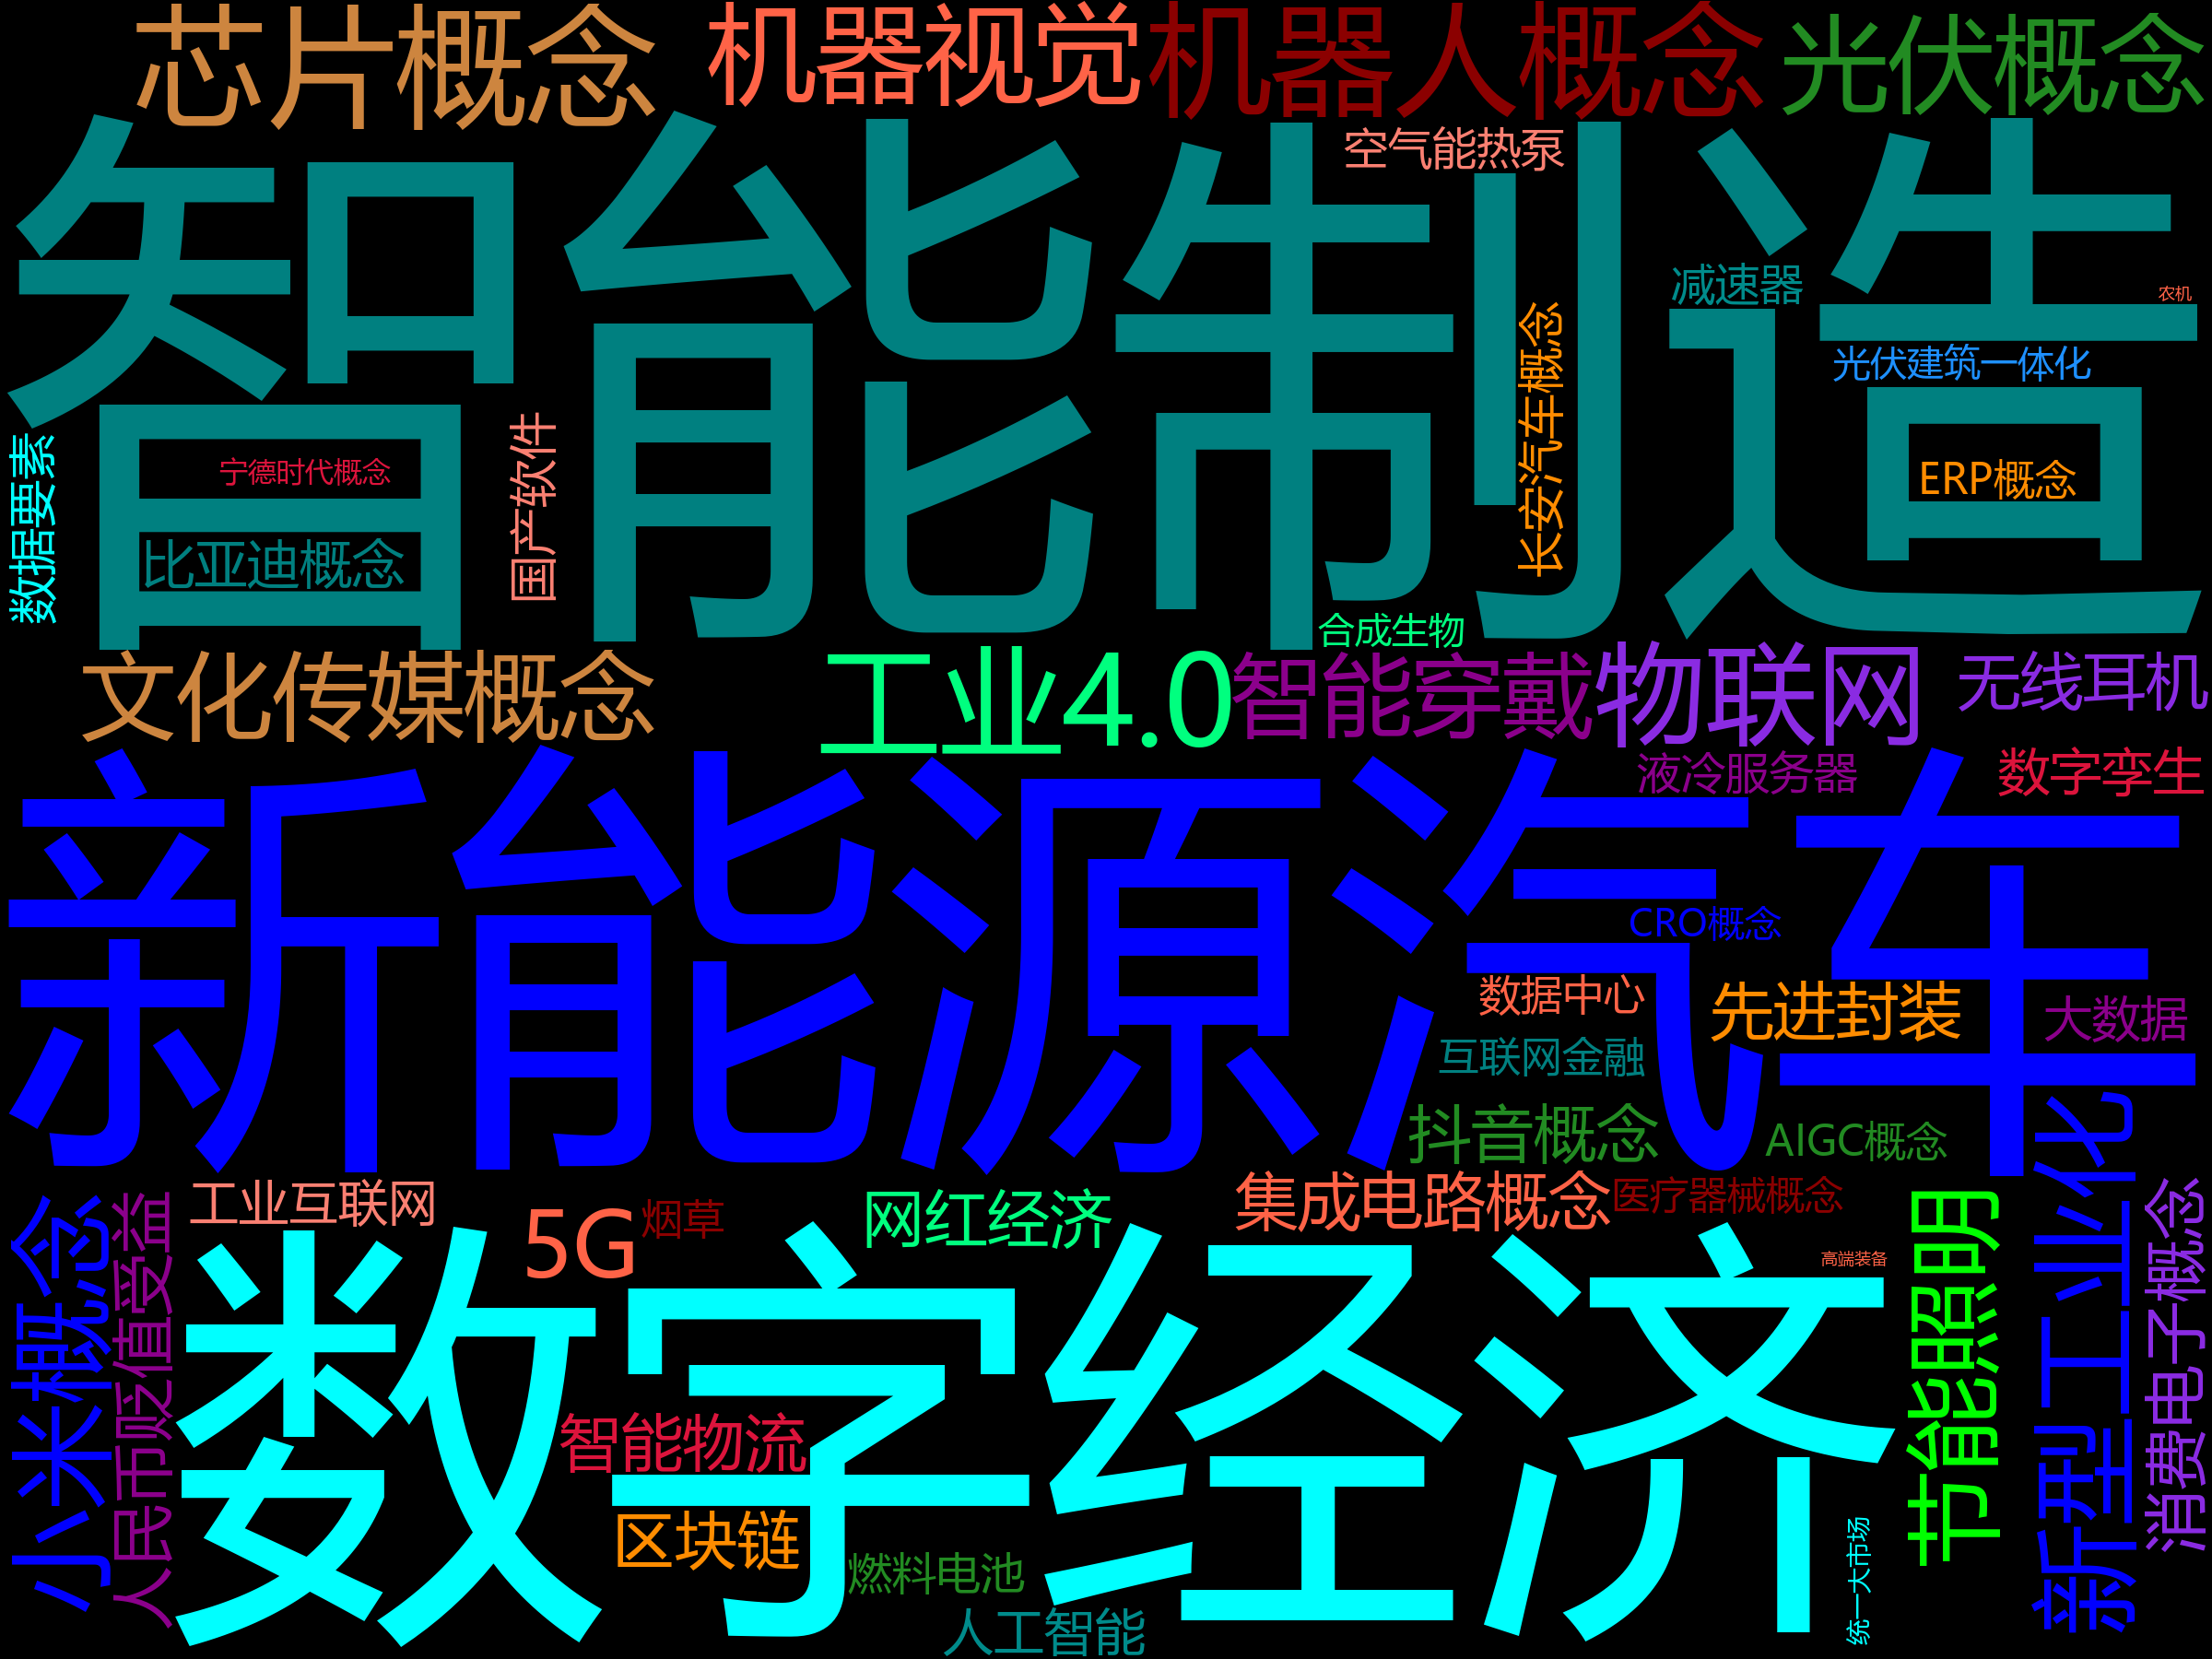 芯片概念
机器视觉
机器人概念
光伏概念
空气能热泵
智能制造
减速器
农机
长安汽车概念
光伏建筑一体化
国产软件
数据要素
宁德时代概念
ERP概念
比亚迪概念
合成生物
文化传媒概念
工业4.0
智能穿戴
物联网
无线耳机
液冷服务器
数字孪生
新能源汽车
CRO概念
数据中心
先进封装
大数据
互联网金融
抖音概念
AIGC概念
工业互联网
5G
烟草
网红经济
集成电路概念
医疗器械概念
高端装备
小米概念
人民币贬值受益
数字经济
节能照明
新型工业化
消费电子概念
智能物流
区块链
燃料电池
统一大市场
人工智能